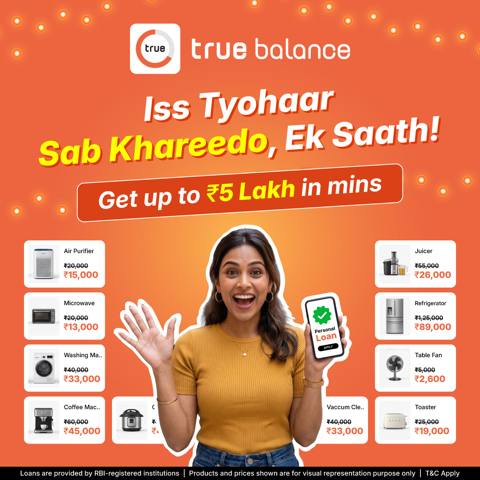 true
true balance
Iss Tyohaar
Sab Khareedo, Ek Saath!
Get up to ₹5 Lakh in mins
Air Purifier
₹20,000
₹15,000
Microwave
₹20,000
₹13,000
Washing Ma..
₹40,000
₹33,000
Coffee Mac..
₹60,000
₹45,000
Personal
Loan
Juicer
₹55,000
₹26,000
Refrigerator
₹1,25,000
₹89,000
Table Fan
₹5,000
₹2,600
Vaccum Cle..
₹40,000
₹33,000
Toaster
₹25,000
₹19,000
Loans are provided by RBI-registered institutions | Products and prices shown are for visual representation purpose only | T&C Apply